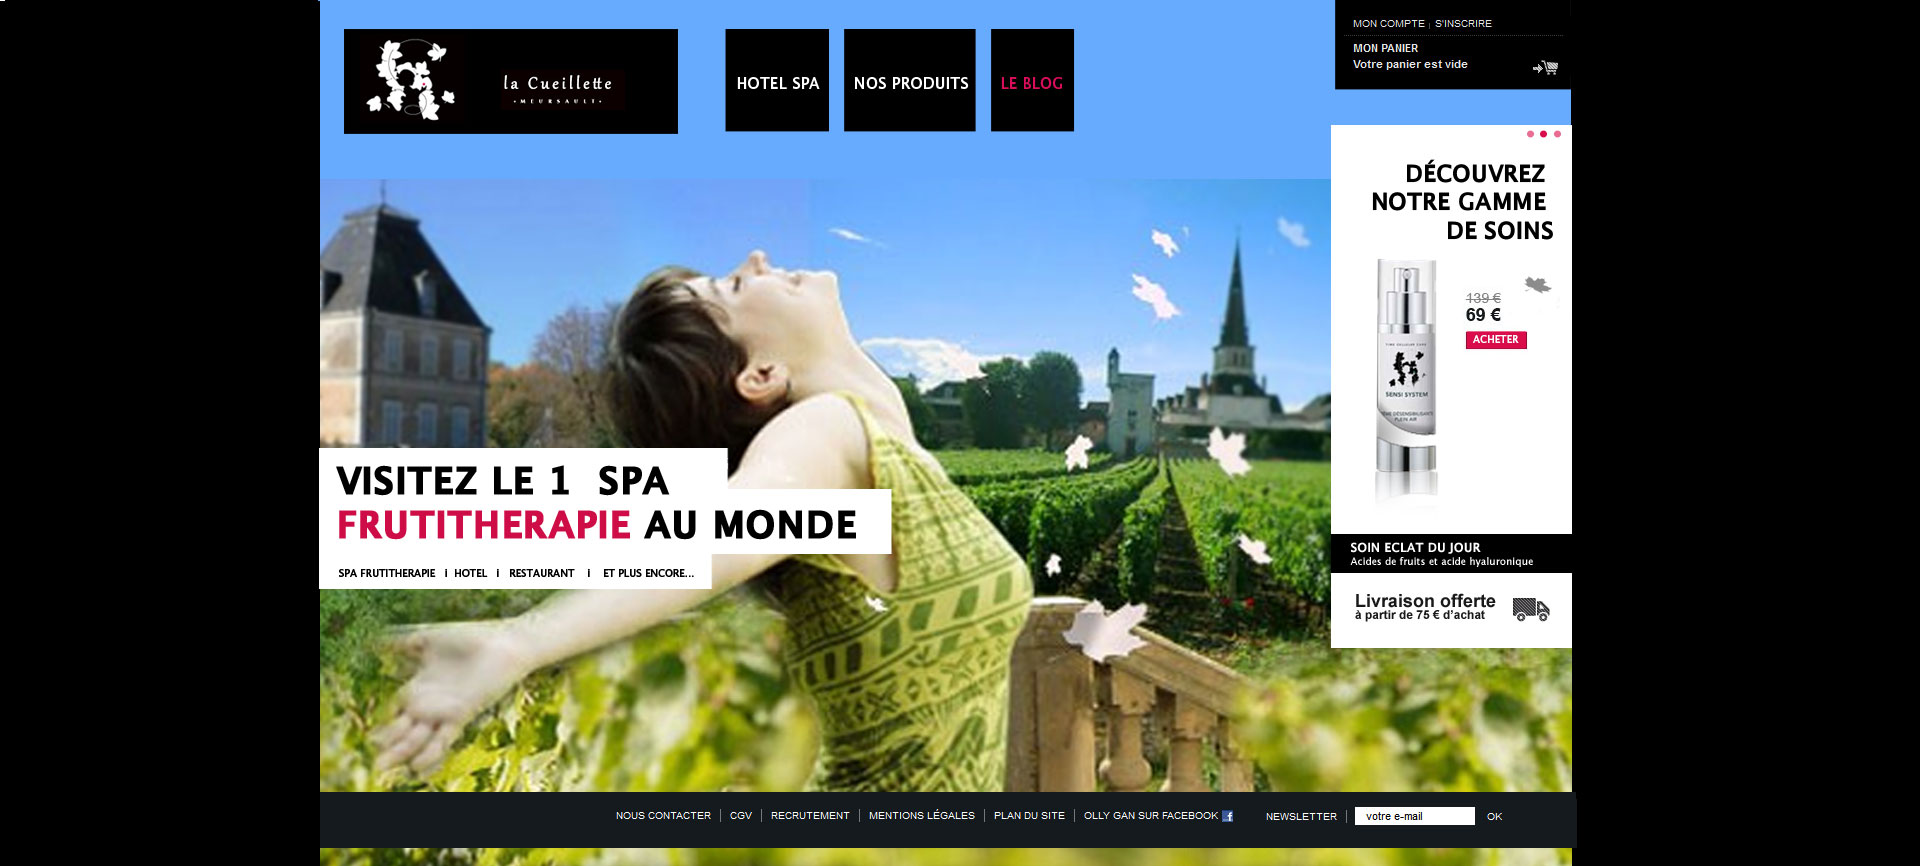 la Cueillette
• MEURSAULT •
HOTEL SPA
NOS PRODUITS
LE BLOG
MON COMPTE | S'INSCRIRE
MON PANIER
Votre panier est vide
DÉCOUVREZ
NOTRE GAMME
DE SOINS
139 €
69 €
ACHETER
SENSI SYSTEM
PLEIN AIR
SOIN ECLAT DU JOUR
Acides de fruits et acide hyaluronique
Livraison offerte
à partir de 75 € d'achat
VISITEZ LE 1 SPA
FRUTITHERAPIE AU MONDE
SPA FRUTITHERAPIE I HOTEL I RESTAURANT I ET PLUS ENCORE...
NOUS CONTACTER | CGV | RECRUTEMENT | MENTIONS LÉGALES | PLAN DU SITE | OLLY GAN SUR FACEBOOK f
NEWSLETTER | votre e-mail OK